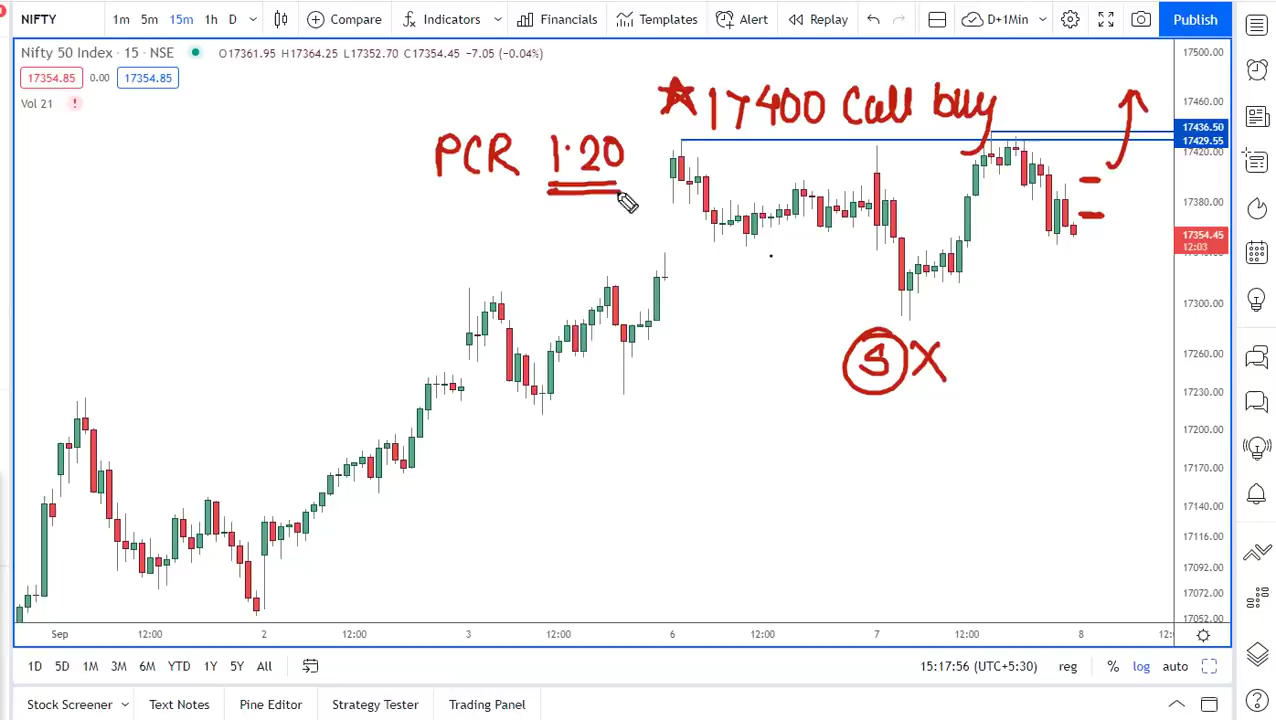 NIFTY 1m 5m 15m 1h D Compare Indicators Financials Templates Alert Replay D+1Min Publish
Nifty 50 Index · 15 · NSE O17361.95 H17364.25 L17352.70 C17354.45 -7.05 (-0.04%)
17354.85 0.00 17354.85
Vol 21 !
17400 Call buy
PCR 1.20
S X
17500.00
17460.00
17436.50
17429.55
17420.00
17380.00
17354.45
12:03
17300.00
17260.00
17230.00
17200.00
17170.00
17140.00
17116.00
17092.00
17072.00
17052.00
Sep 12:00 2 12:00 3 12:00 6 12:00 7 12:00 8 12:
1D 5D 1M 3M 6M YTD 1Y 5Y All 15:17:56 (UTC+5:30) reg % log auto
Stock Screener Text Notes Pine Editor Strategy Tester Trading Panel